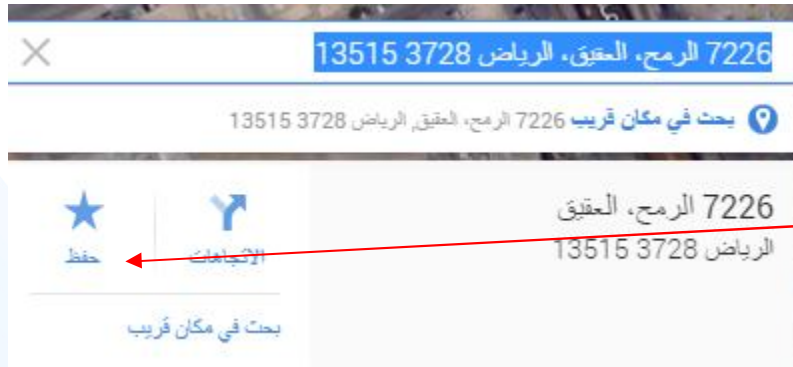 7226 الرمح، العقيق، الرياض 3728 13515
بحث في مكان قريب 7226 الرمح، العقيق, الرياض 3728 13515
7226 الرمح، العقيق
الرياض 3728 13515
الاتجاهات
حفظ
بحث في مكان قريب